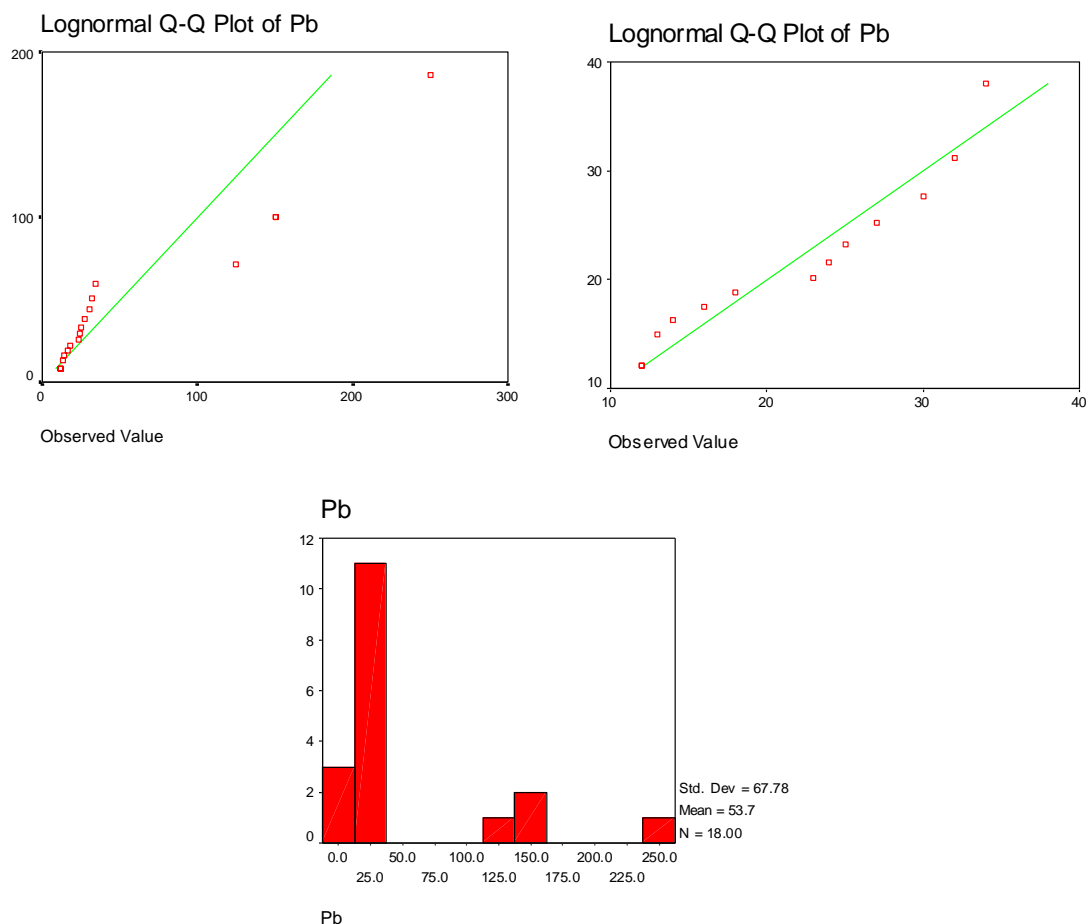 Lognormal Q-Q Plot of Pb
200
100
0
0 100 200 300
Observed Value
Lognormal Q-Q Plot of Pb
40
30
20
10
10 20 30 40
Observed Value
Pb
12
10
8
6
4
2
0
0.0 50.0 100.0 150.0 200.0 250.0
25.0 75.0 125.0 175.0 225.0
Pb
Std. Dev = 67.78
Mean = 53.7
N = 18.00